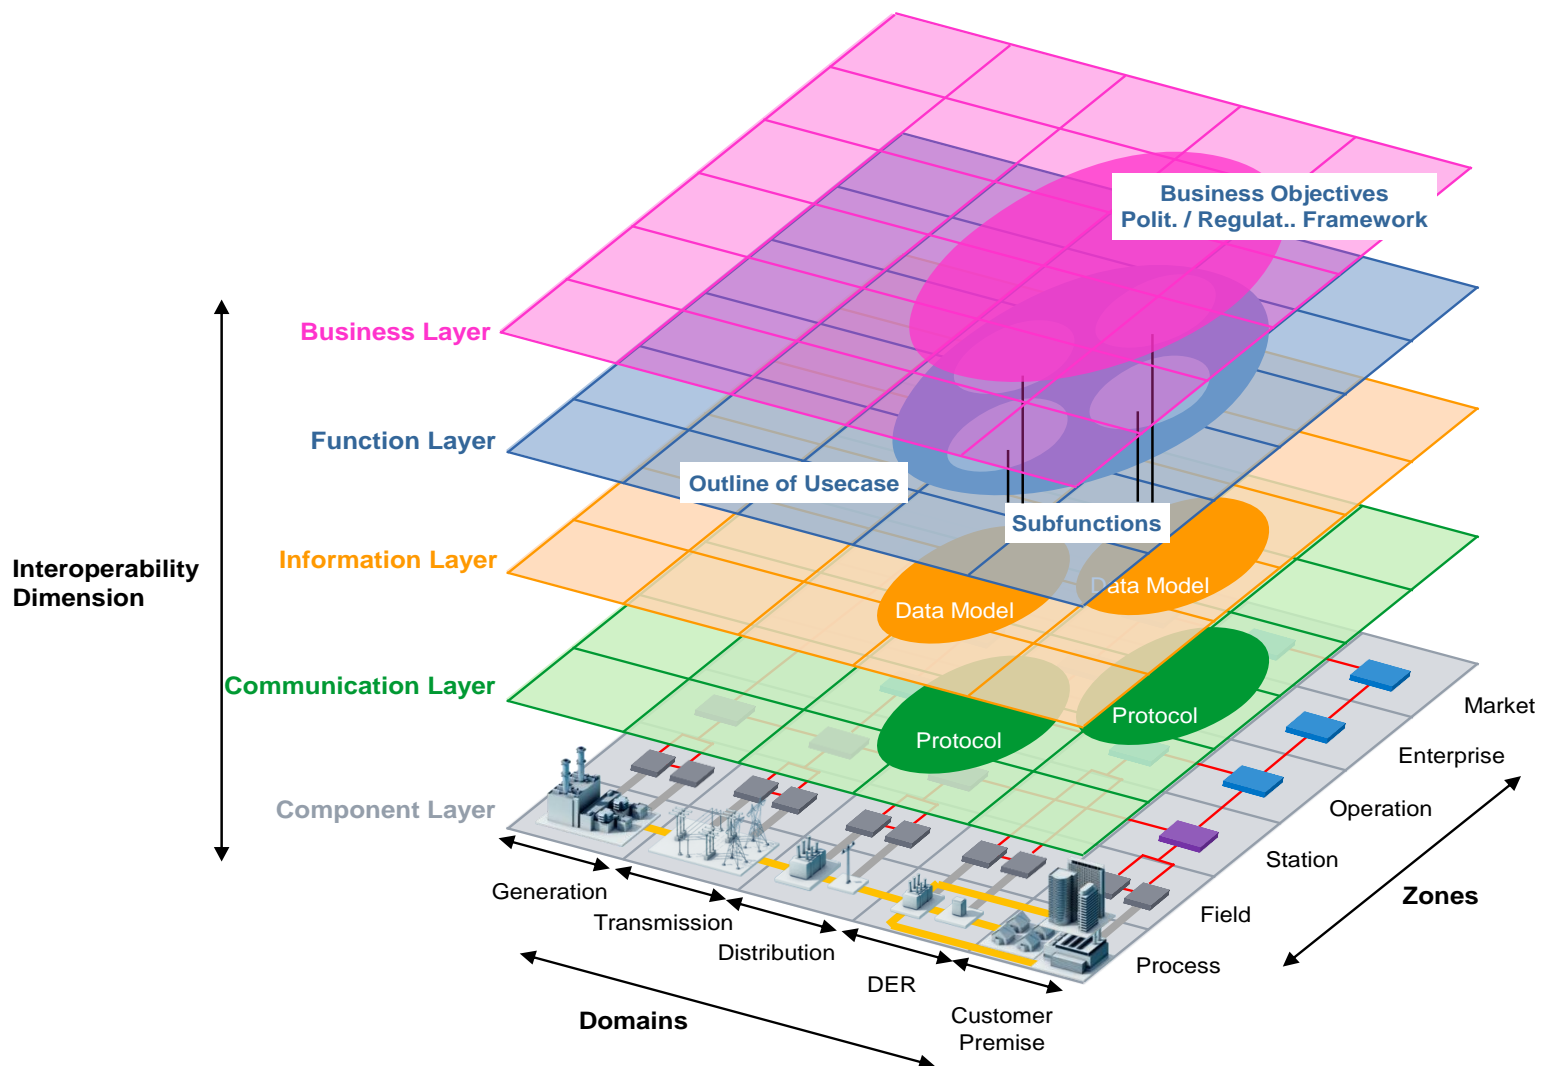 Business Objectives
Polit. / Regulat.. Framework
Business Layer
Function Layer
Outline of Usecase
Subfunctions
Information Layer
Interoperability
Dimension
Data Model
Data Model
Communication Layer
Protocol
Protocol
Component Layer
Market
Enterprise
Operation
Station
Field
Process
Zones
Generation
Transmission
Distribution
DER
Customer
Premise
Domains